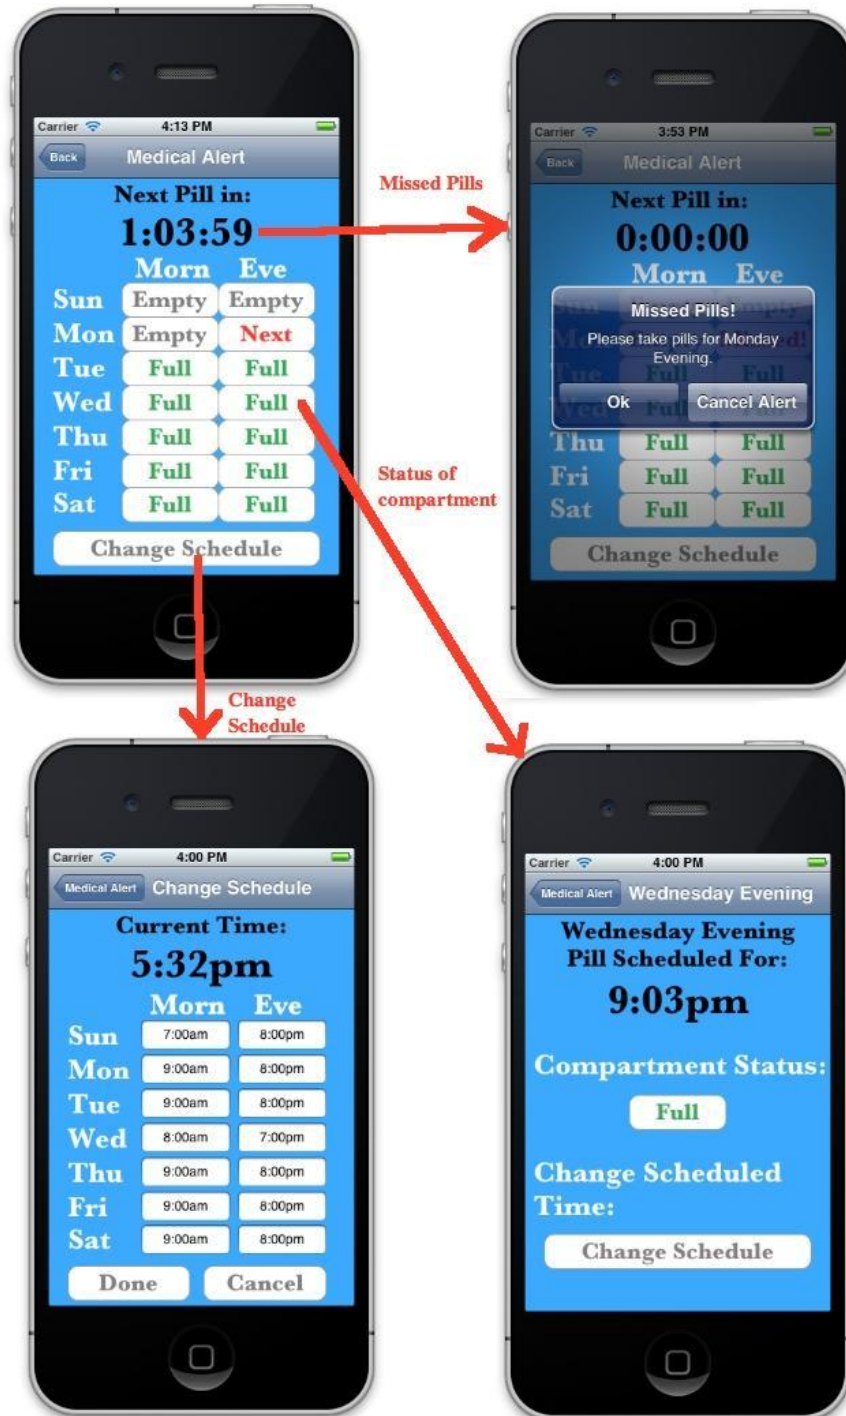 Carrier 4:13 PM
Back Medical Alert
Next Pill in:
1:03:59
Morn Eve
Sun Empty Empty
Mon Empty Next
Tue Full Full
Wed Full Full
Thu Full Full
Fri Full Full
Sat Full Full
Change Schedule
Missed Pills
Carrier 3:53 PM
Back Medical Alert
Next Pill in:
0:00:00
Morn Eve
Missed Pills!
Please take pills for Monday
Evening.
Ok Cancel Alert
Tue Full Full
Thu Full Full
Fri Full Full
Sat Full Full
Change Schedule
Status of
compartment
Change
Schedule
Carrier 4:00 PM
Medical Alert Change Schedule
Current Time:
5:32pm
Morn Eve
Sun 7:00am 8:00pm
Mon 9:00am 8:00pm
Tue 9:00am 8:00pm
Wed 8:00am 7:00pm
Thu 9:00am 8:00pm
Fri 9:00am 8:00pm
Sat 9:00am 8:00pm
Done Cancel
Carrier 4:00 PM
Medical Alert Wednesday Evening
Wednesday Evening
Pill Scheduled For:
9:03pm
Compartment Status:
Full
Change Scheduled
Time:
Change Schedule